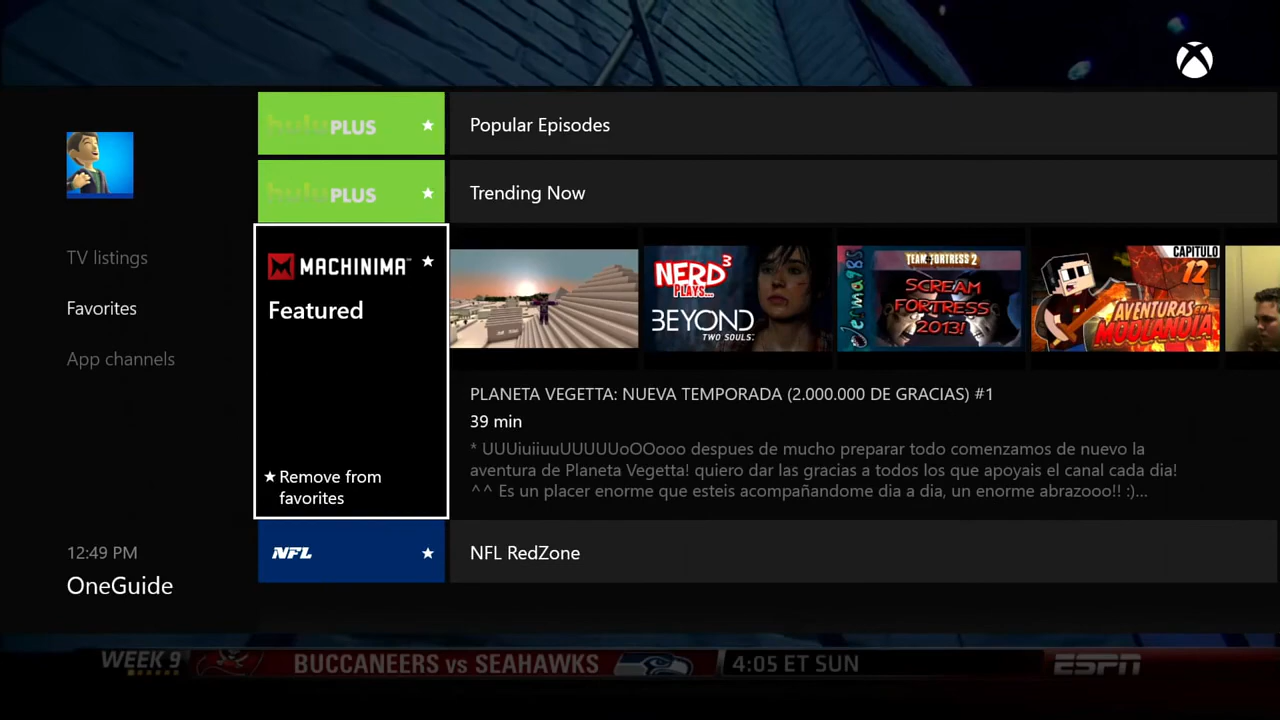 hulu PLUS
Popular Episodes
hulu PLUS
Trending Now
MACHINIMA
Featured
NERD³
PLAYS...
BEYOND
TWO SOULS
Jerma985
TEAM FORTRESS 2
SCREAM
FORTRESS
2013!
CAPITULO
12
AVENTURAS EN
MODLANDIA
TV listings
Favorites
App channels
PLANETA VEGETTA: NUEVA TEMPORADA (2.000.000 DE GRACIAS) #1
39 min
* UUUiuiiuuUUUUUoOOooo despues de mucho preparar todo comenzamos de nuevo la
aventura de Planeta Vegetta! quiero dar las gracias a todos los que apoyais el canal cada dia!
^^ Es un placer enorme que esteis acompañandome dia a dia, un enorme abrazooo!! :)...
Remove from
favorites
NFL
NFL RedZone
12:49 PM
OneGuide
WEEK 9
BUCCANEERS vs SEAHAWKS
4:05 ET SUN
ESPN